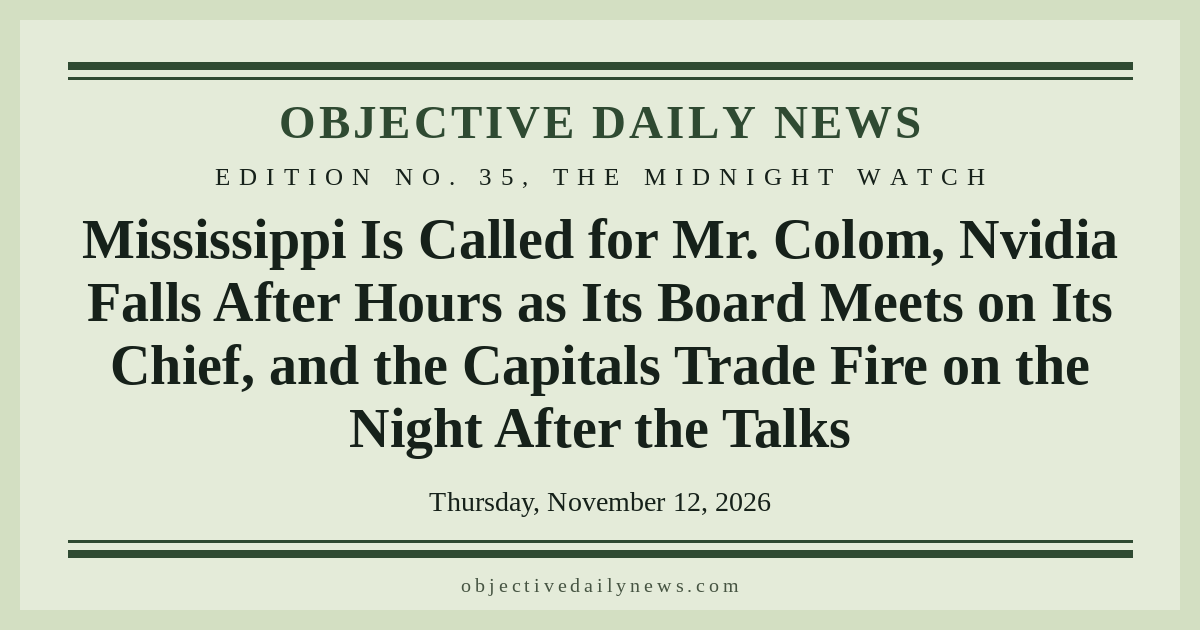 OBJECTIVE DAILY NEWS
EDITION NO. 35, THE MIDNIGHT WATCH
Mississippi Is Called for Mr. Colom, Nvidia
Falls After Hours as Its Board Meets on Its
Chief, and the Capitals Trade Fire on the
Night After the Talks
Thursday, November 12, 2026
objectivedailynews.com